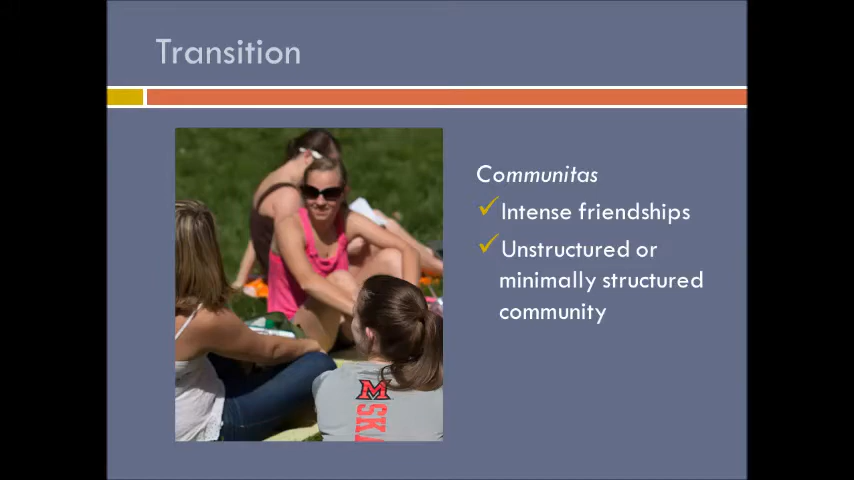 Transition
Communitas
Intense friendships
Unstructured or
minimally structured
community
M